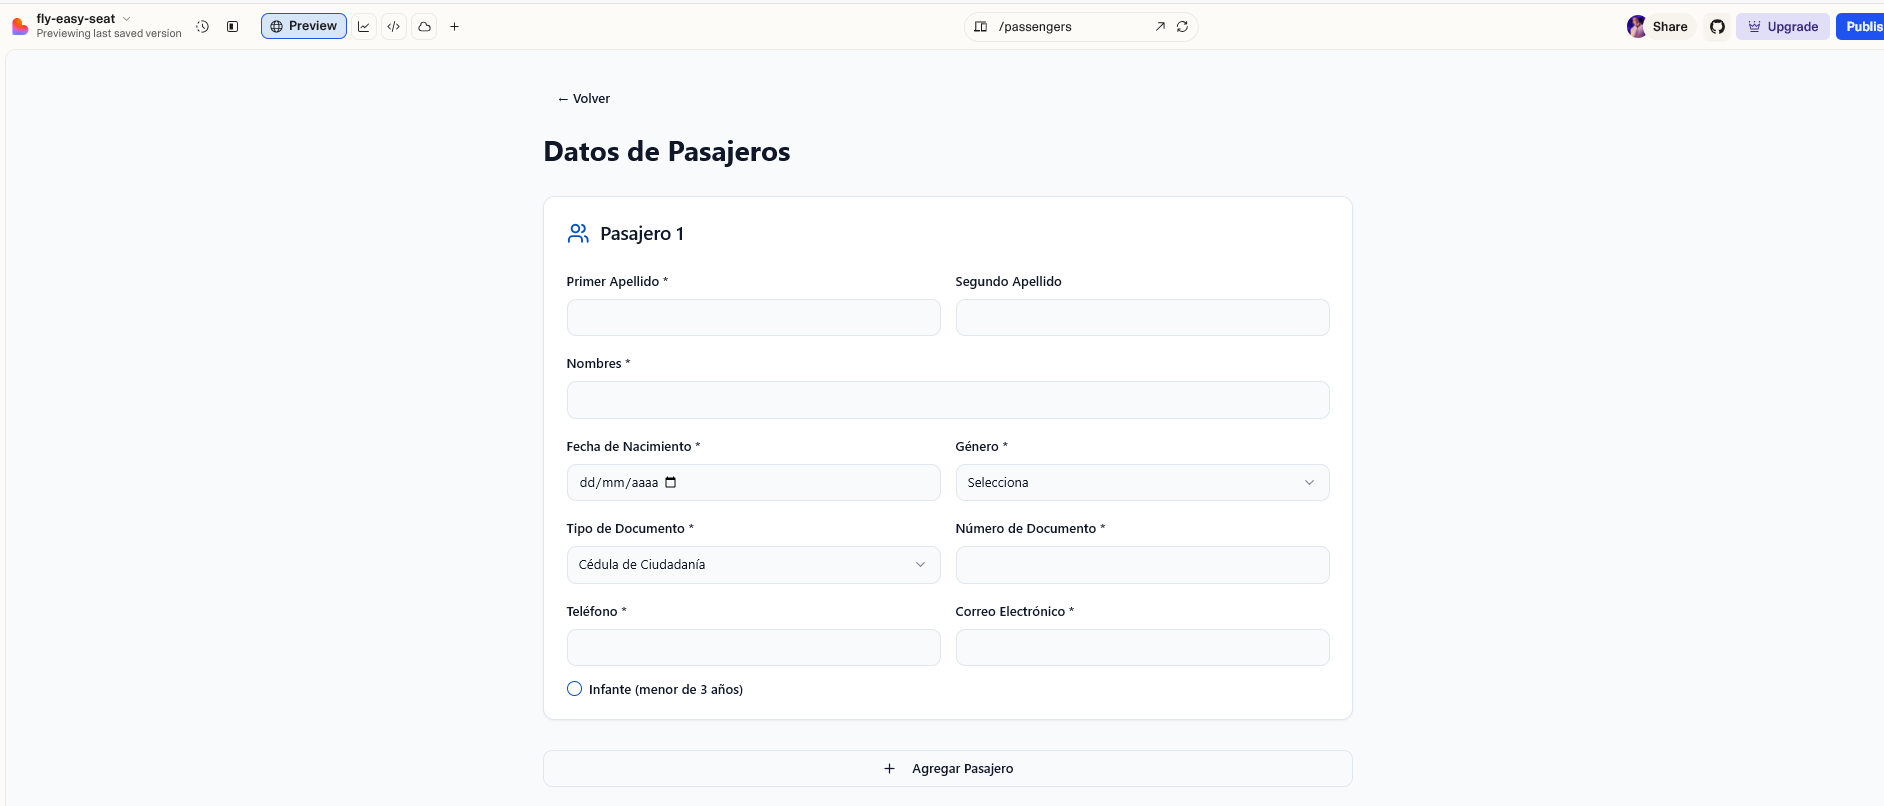 fly-easy-seat
Previewing last saved version
Preview
/passengers
Share
Upgrade
Publis
← Volver
Datos de Pasajeros
Pasajero 1
Primer Apellido *
Segundo Apellido
Nombres *
Fecha de Nacimiento *
Género *
dd/mm/aaaa
Selecciona
Tipo de Documento *
Número de Documento *
Cédula de Ciudadanía
Teléfono *
Correo Electrónico *
Infante (menor de 3 años)
+ Agregar Pasajero